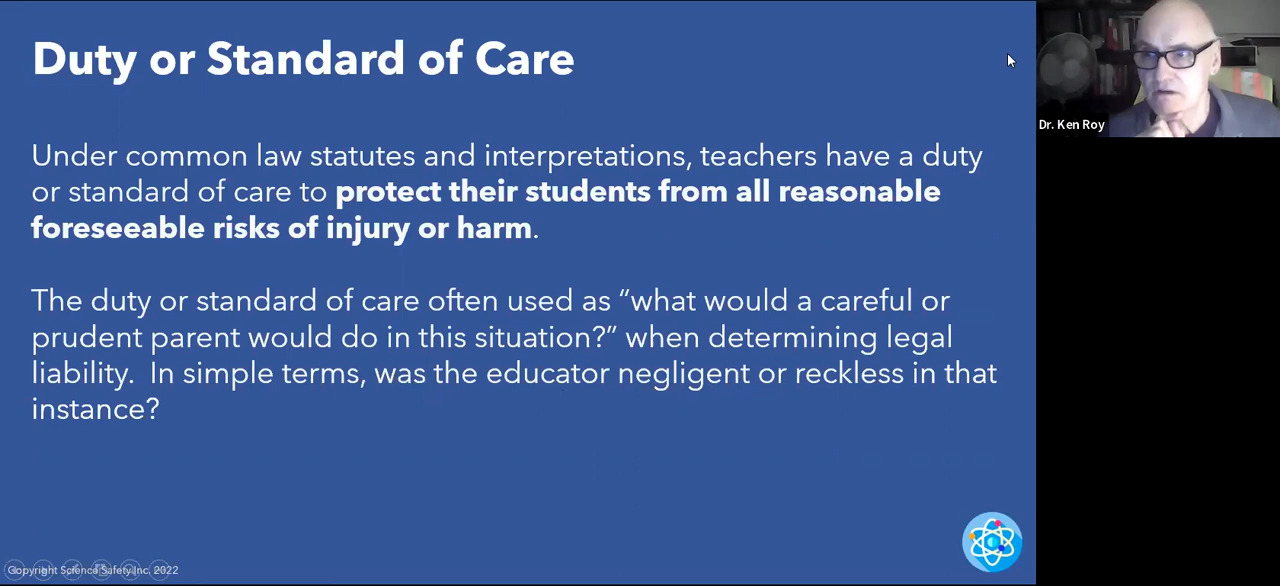 Duty or Standard of Care
Under common law statutes and interpretations, teachers have a duty
or standard of care to protect their students from all reasonable
foreseeable risks of injury or harm.
The duty or standard of care often used as “what would a careful or
prudent parent would do in this situation?” when determining legal
liability.  In simple terms, was the educator negligent or reckless in that
instance?
Copyright Science Safety Inc. 2022
Dr. Ken Roy